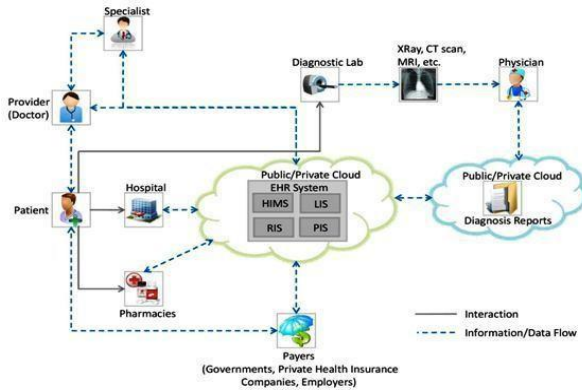 Specialist
Provider
(Doctor)
Patient
Hospital
Pharmacies
Diagnostic Lab
XRay, CT scan,
MRI, etc.
Physician
Public/Private Cloud
EHR System
HIMS
LIS
RIS
PIS
Public/Private Cloud
Diagnosis Reports
Payers
(Governments, Private Health Insurance
Companies, Employers)
Interaction
Information/Data Flow